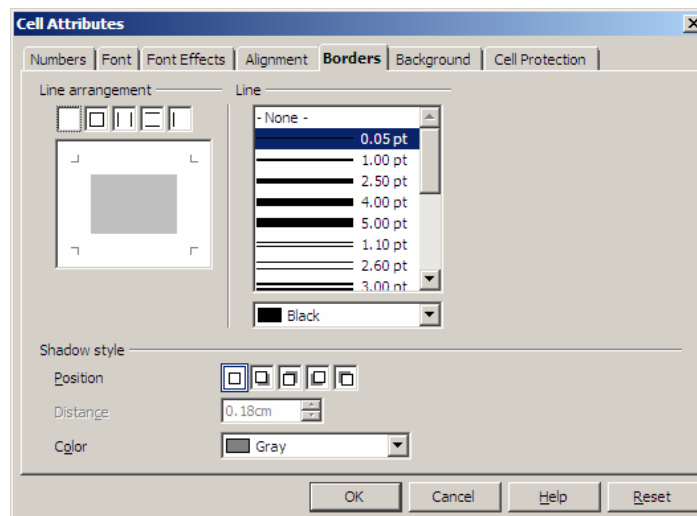 Cell Attributes
Numbers Font Font Effects Alignment Borders Background Cell Protection
Line arrangement
Line
- None -
0.05 pt
1.00 pt
2.50 pt
4.00 pt
5.00 pt
1.10 pt
2.60 pt
3.00 pt
Black
Shadow style
Position
Distance
0.18cm
Color
Gray
OK Cancel Help Reset